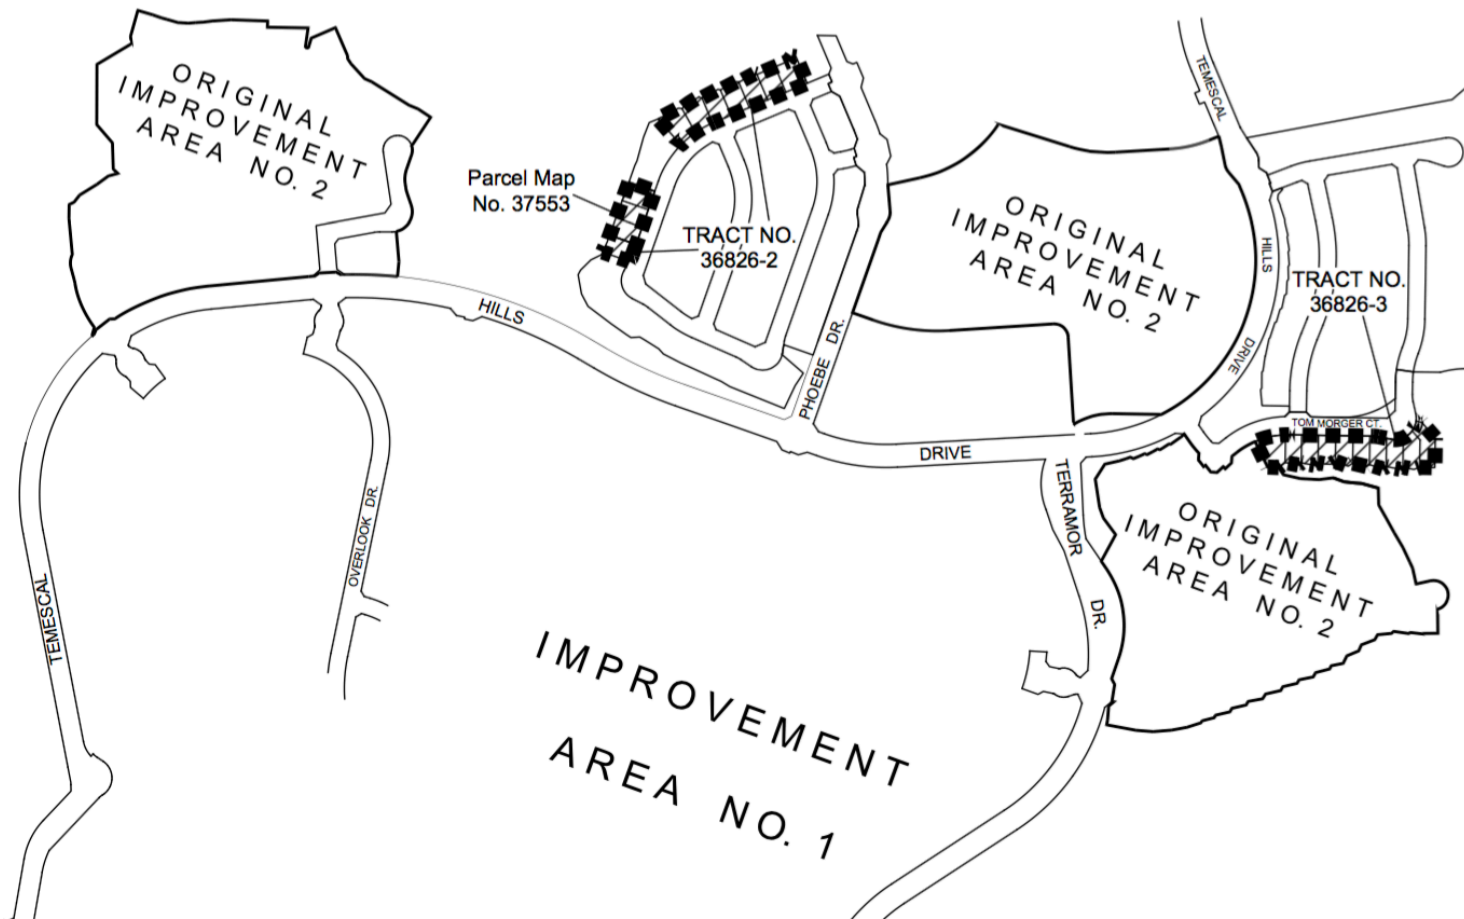 ORIGINAL
IMPROVEMENT
AREA NO. 2
Parcel Map
No. 37553
TRACT NO.
36826-2
TEMESCAL
HILLS
DRIVE
ORIGINAL
IMPROVEMENT
AREA NO. 2
TRACT NO.
36826-3
TOM MORGER CT.
HILLS
PHOEBE DR.
DRIVE
TERRAMOR
DR.
ORIGINAL
IMPROVEMENT
AREA NO. 2
OVERLOOK DR.
TEMESCAL
IMPROVEMENT
AREA NO. 1